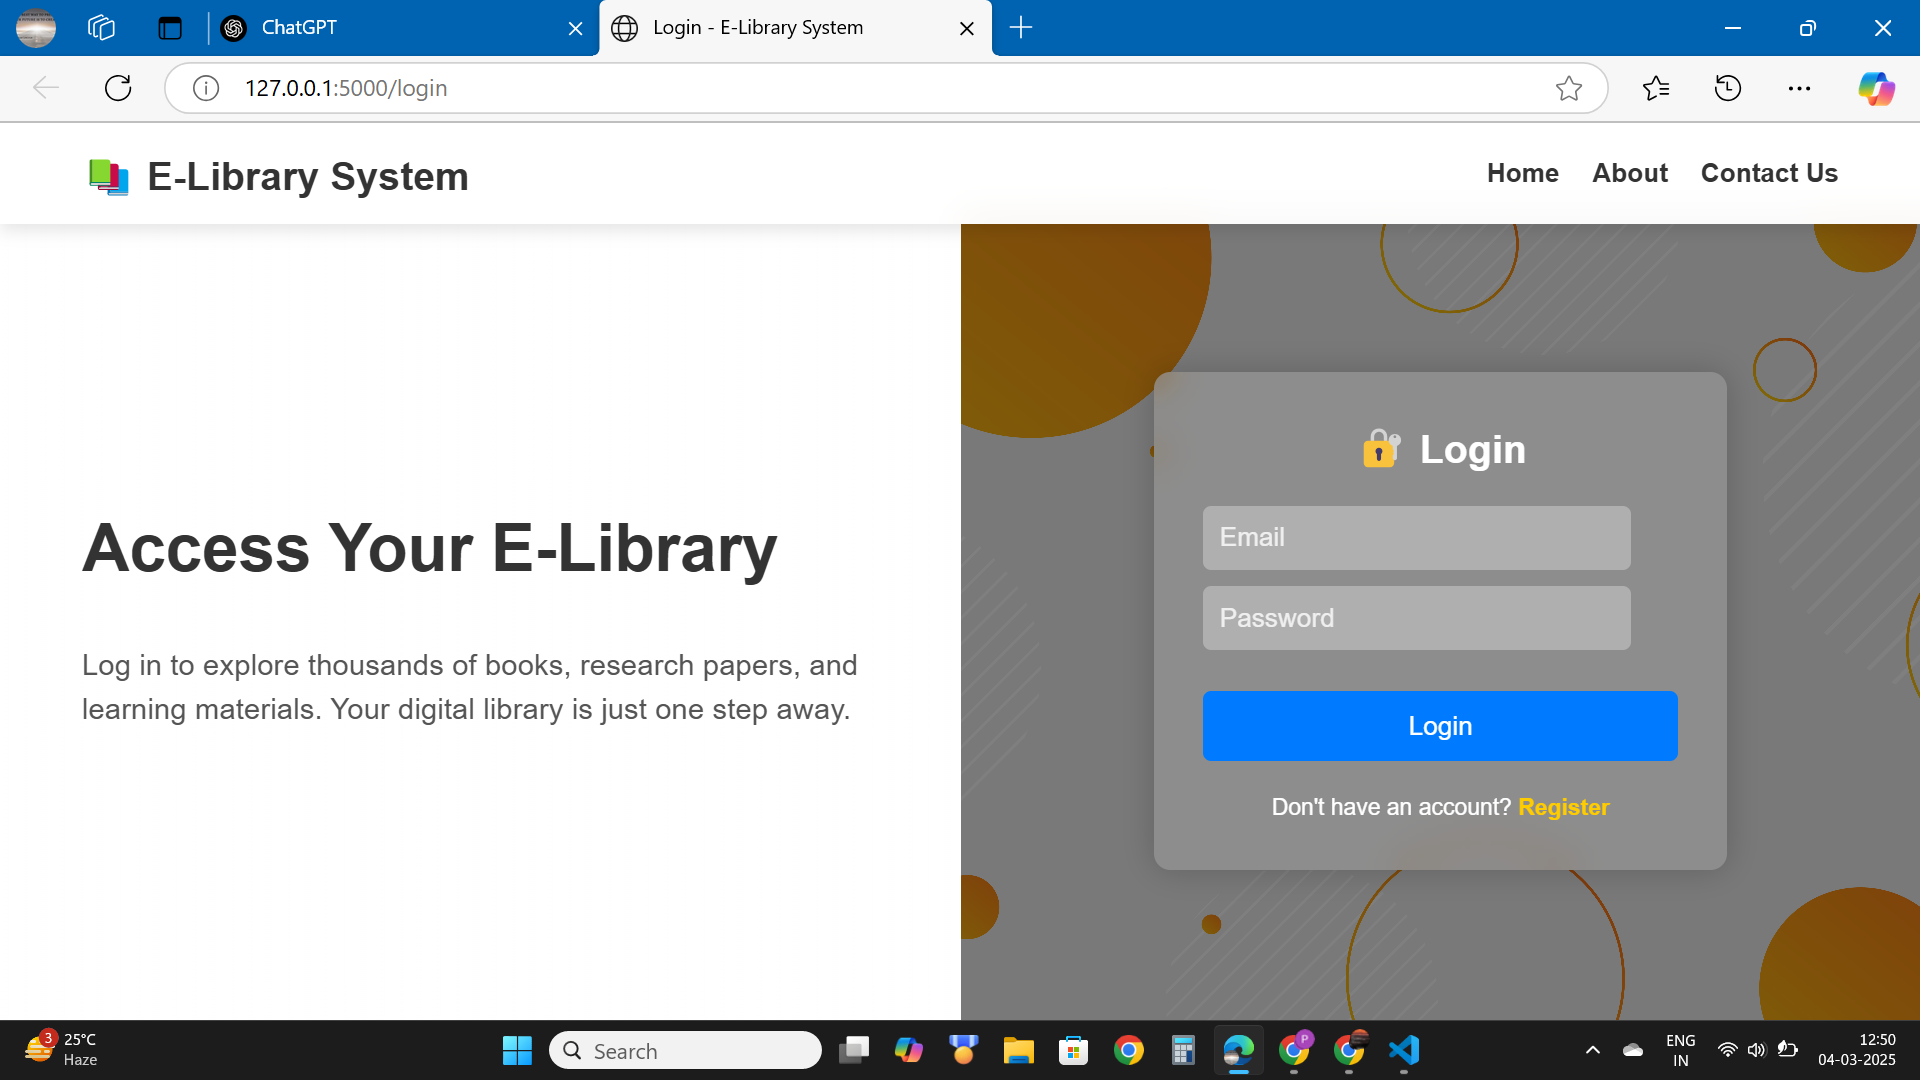 ChatGPT
Login - E-Library System
127.0.0.1:5000/login
E-Library System
Home
About
Contact Us
Access Your E-Library
Log in to explore thousands of books, research papers, and
learning materials. Your digital library is just one step away.
Login
Email
Password
Login
Don't have an account? Register
3
25°C
Haze
Search
P
ENG
IN
12:50
04-03-2025